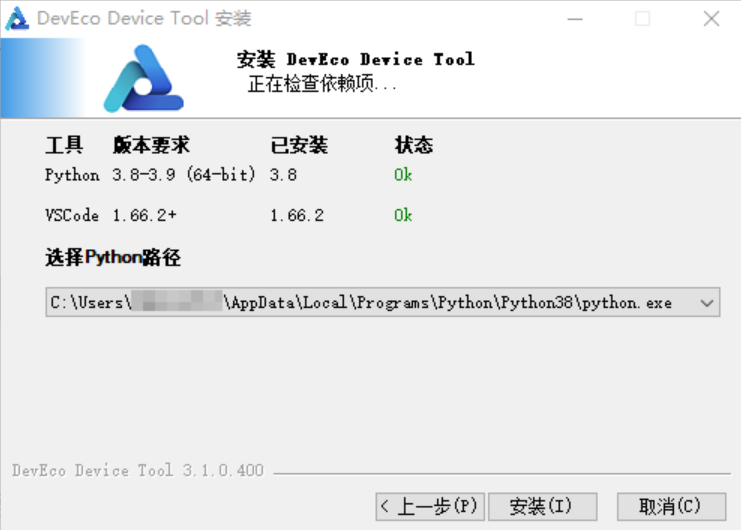 DevEco Device Tool 安装
安装 DevEco Device Tool
正在检查依赖项...
工具 版本要求 已安装 状态
Python 3.8-3.9 (64-bit) 3.8 Ok
VSCode 1.66.2+ 1.66.2 Ok
选择Python路径
C:\Users\ \AppData\Local\Programs\Python\Python38\python.exe
DevEco Device Tool 3.1.0.400
< 上一步(P) 安装(I) 取消(C)